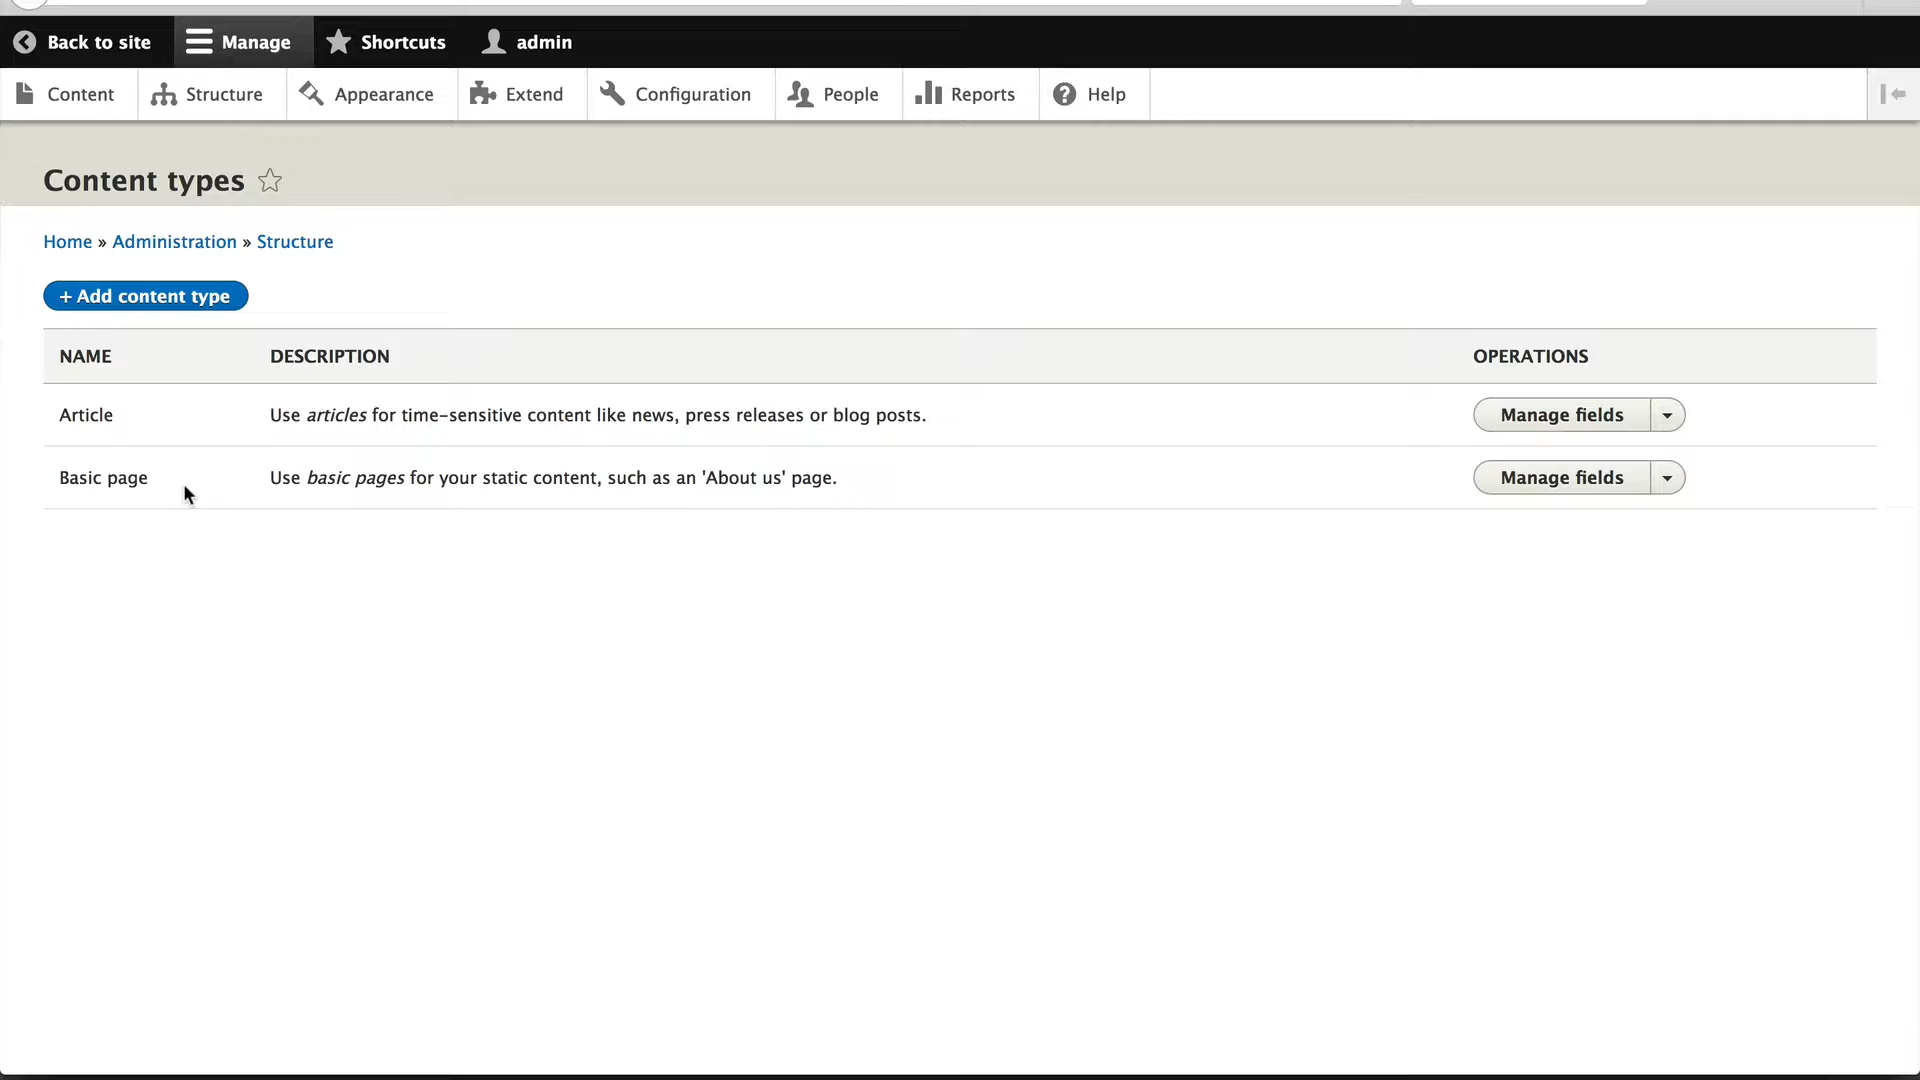 Back to site Manage Shortcuts admin
Content Structure Appearance Extend Configuration People Reports Help
Content types
Home » Administration » Structure
+ Add content type
NAME DESCRIPTION OPERATIONS
Article Use articles for time-sensitive content like news, press releases or blog posts. Manage fields
Basic page Use basic pages for your static content, such as an 'About us' page. Manage fields